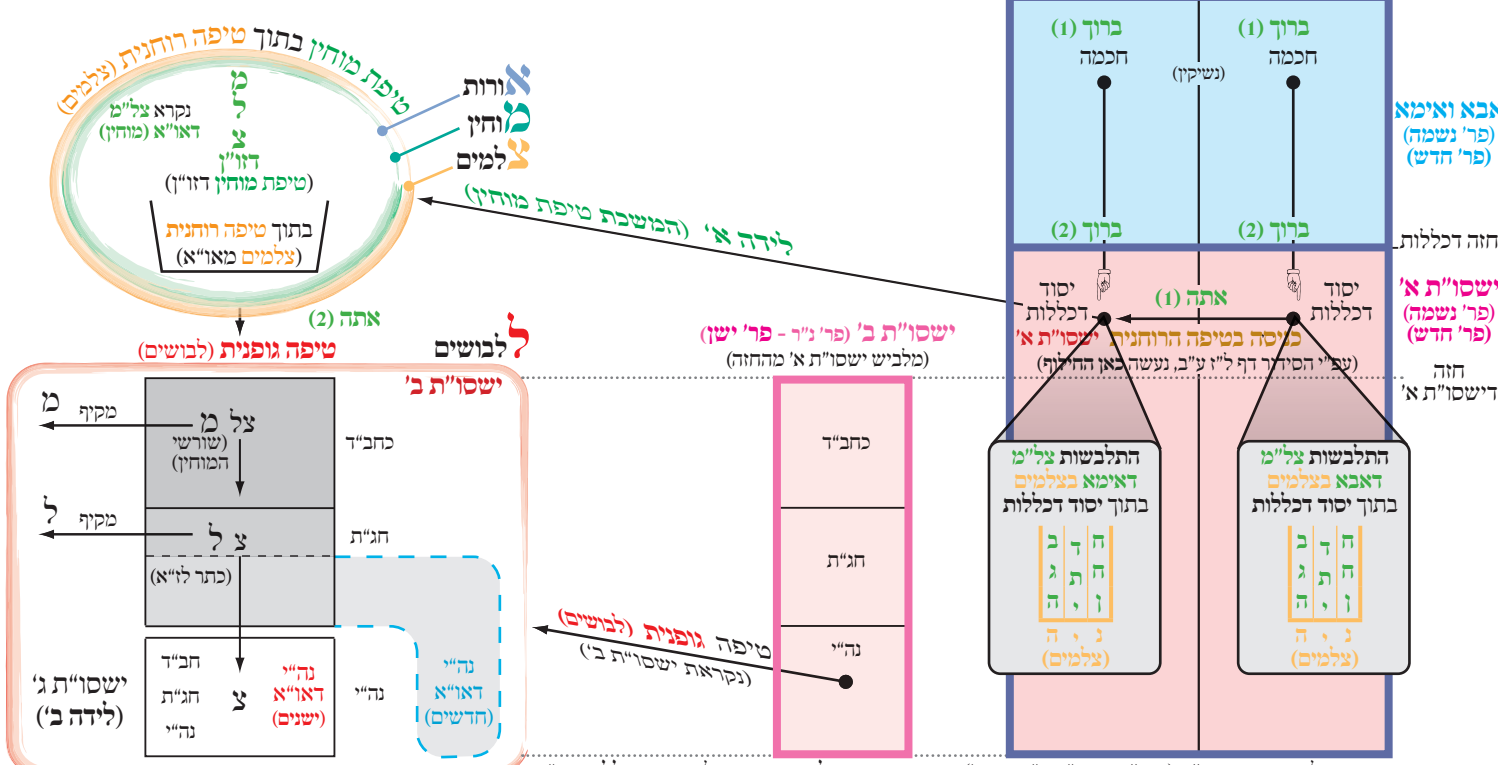 ברוך (1)
חכמה
ברוך (1)
חכמה
(נשיקין)
ברוך (2)
ברוך (2)
אבא ואימא
(פר׳ נשמה)
(פר׳ חדש)
חזה דכללות
ישסו״ת א׳
(פר׳ נשמה)
(פר׳ חדש)
חזה
דישסו״ת א׳
יסוד
דכללות
יסוד
דכללות
אתה (1)
כניסה בטיפה הרוחנית ישסו״ת א׳
(עפ״י הסידור דף ל״ז ע״ב, נעשה כאן החילוף)
התלבשות צל״מ
דאבא בצלמים
בתוך יסוד דכללות
ח ד ב
ח ת ג
ן י ה
נ י ה
(צלמים)
התלבשות צל״מ
דאימא בצלמים
בתוך יסוד דכללות
ח ד ב
ח ת ג
ן י ה
נ י ה
(צלמים)
לידה א׳ (המשכת טיפת מוחין)
אורות
מוחין
צלמים
טיפת מוחין בתוך טיפה רוחנית (צלמים)
מ
ל
צ
דזו״ן
נקרא צל״מ
דאו״א (מוחין)
(טיפת מוחין דזו״ן)
בתוך טיפה רוחנית
(צלמים מאו״א)
אתה (2)
טיפה גופנית (לבושים)
ל לבושים
ישסו״ת ב׳
ישסו״ת ב׳ (פר׳ נ״ר - פר׳ ישן)
(מלביש ישסו״ת א׳ מהחזה)
כחב״ד
חג״ת
נה״י
טיפה גופנית (לבושים)
(נקראת ישסו״ת ב׳)
כחב״ד
צל מ
(שורשי
המוחין)
מקיף
מ
חג״ת
צ ל
מקיף
ל
(כתר לז״א)
נה״י
דאו״א
(חדשים)
נה״י
נה״י
דאו״א
(ישנים)
צ
חב״ד
חג״ת
נה״י
ישסו״ת ג׳
(לידה ב׳)